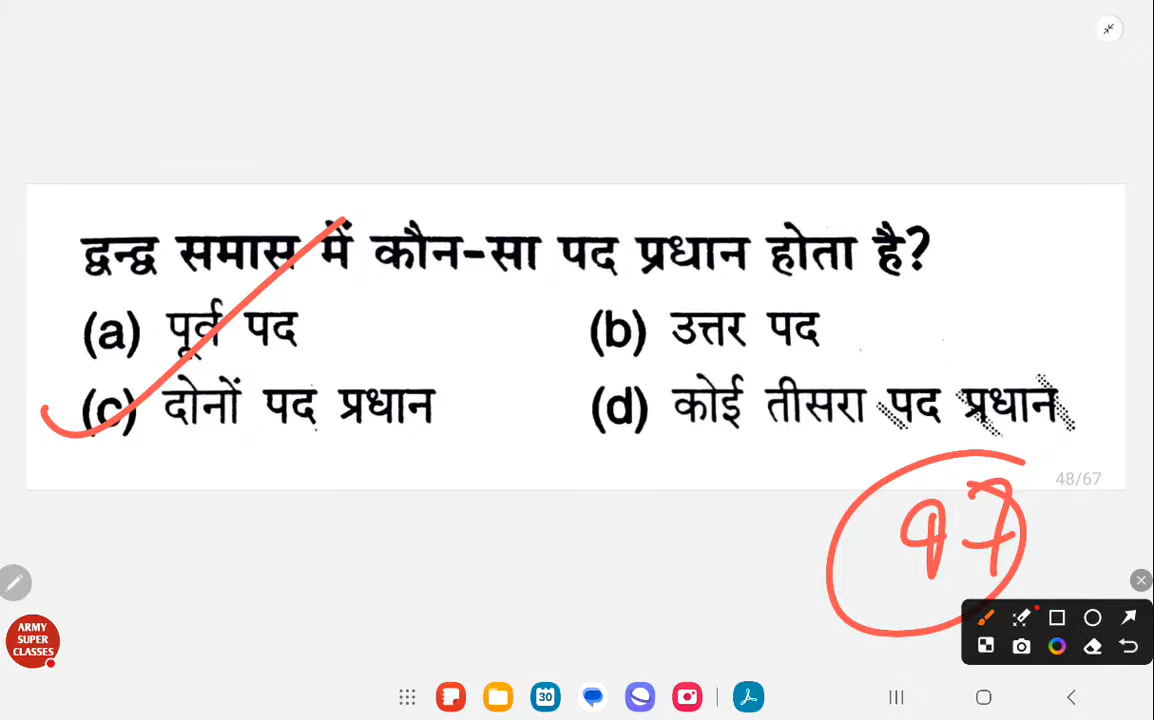 द्वन्द्व समास में कौन-सा पद प्रधान होता है?
(a) पूर्व पद
(b) उत्तर पद
(c) दोनों पद प्रधान
(d) कोई तीसरा पद प्रधान
48/67
97
ARMY
SUPER
CLASSES
30